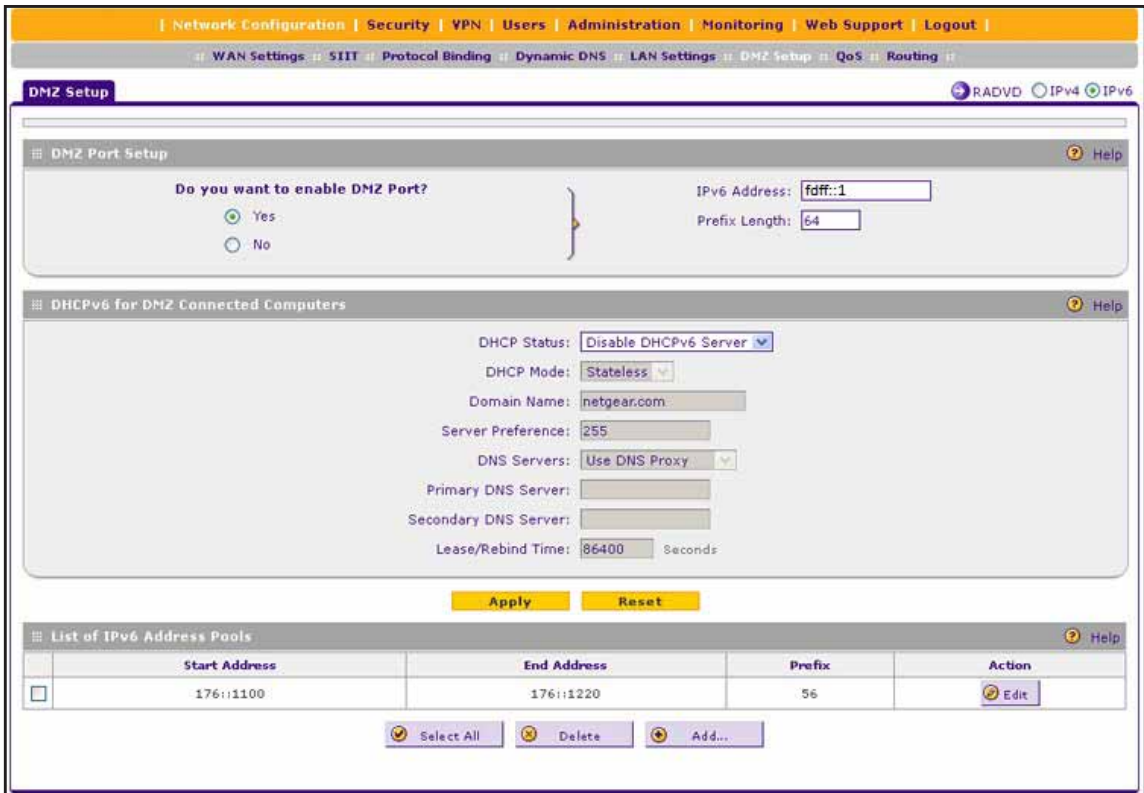 | Network Configuration | Security | VPN | Users | Administration | Monitoring | Web Support | Logout |
:: WAN Settings :: SIIT :: Protocol Binding :: Dynamic DNS :: LAN Settings :: DMZ Setup :: QoS :: Routing ::
DMZ Setup RADVD IPv4 IPv6
DMZ Port Setup Help
Do you want to enable DMZ Port?
Yes
No
IPv6 Address: fdff::1
Prefix Length: 64
DHCPv6 for DMZ Connected Computers Help
DHCP Status: Disable DHCPv6 Server
DHCP Mode: Stateless
Domain Name: netgear.com
Server Preference: 255
DNS Servers: Use DNS Proxy
Primary DNS Server:
Secondary DNS Server:
Lease/Rebind Time: 86400 Seconds
Apply Reset
List of IPv6 Address Pools Help
Start Address End Address Prefix Action
176::1100 176::1220 56 Edit
Select All Delete Add...